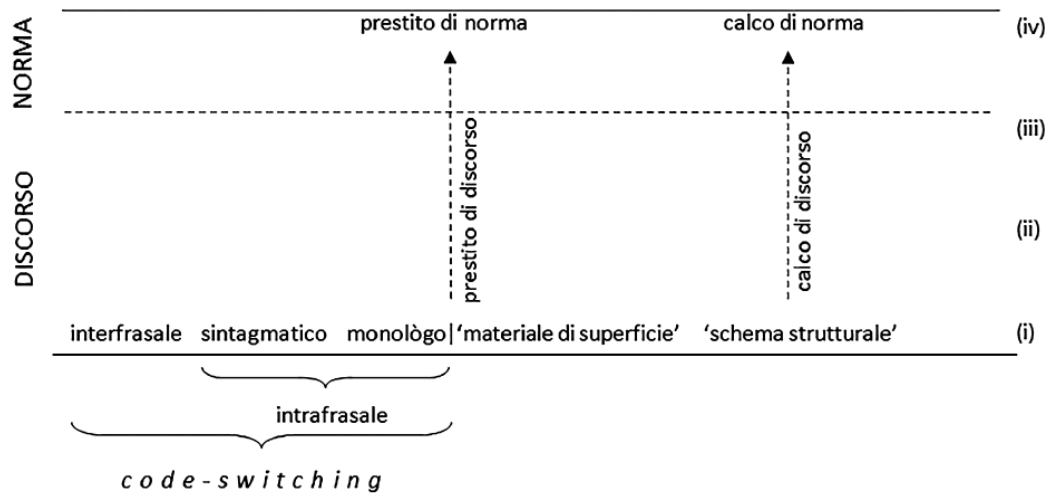 NORMA
prestito di norma calco di norma (iv)
(iii)
DISCORSO
prestito di discorso
calco di discorso
(ii)
interfrasale sintagmatico monològo| ‘materiale di superficie’ ‘schema strutturale’ (i)
intrafrasale
code-switching